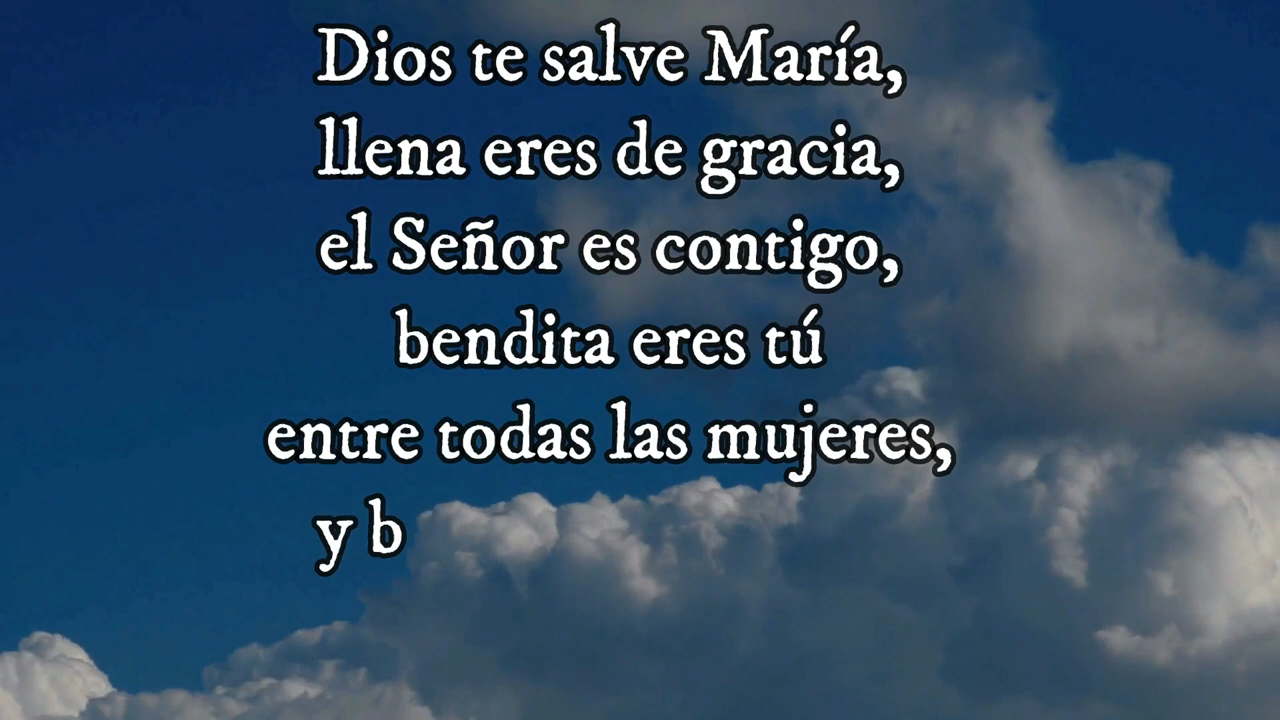 Dios te salve María,
llena eres de gracia,
el Señor es contigo,
bendita eres tú
entre todas las mujeres,
y b